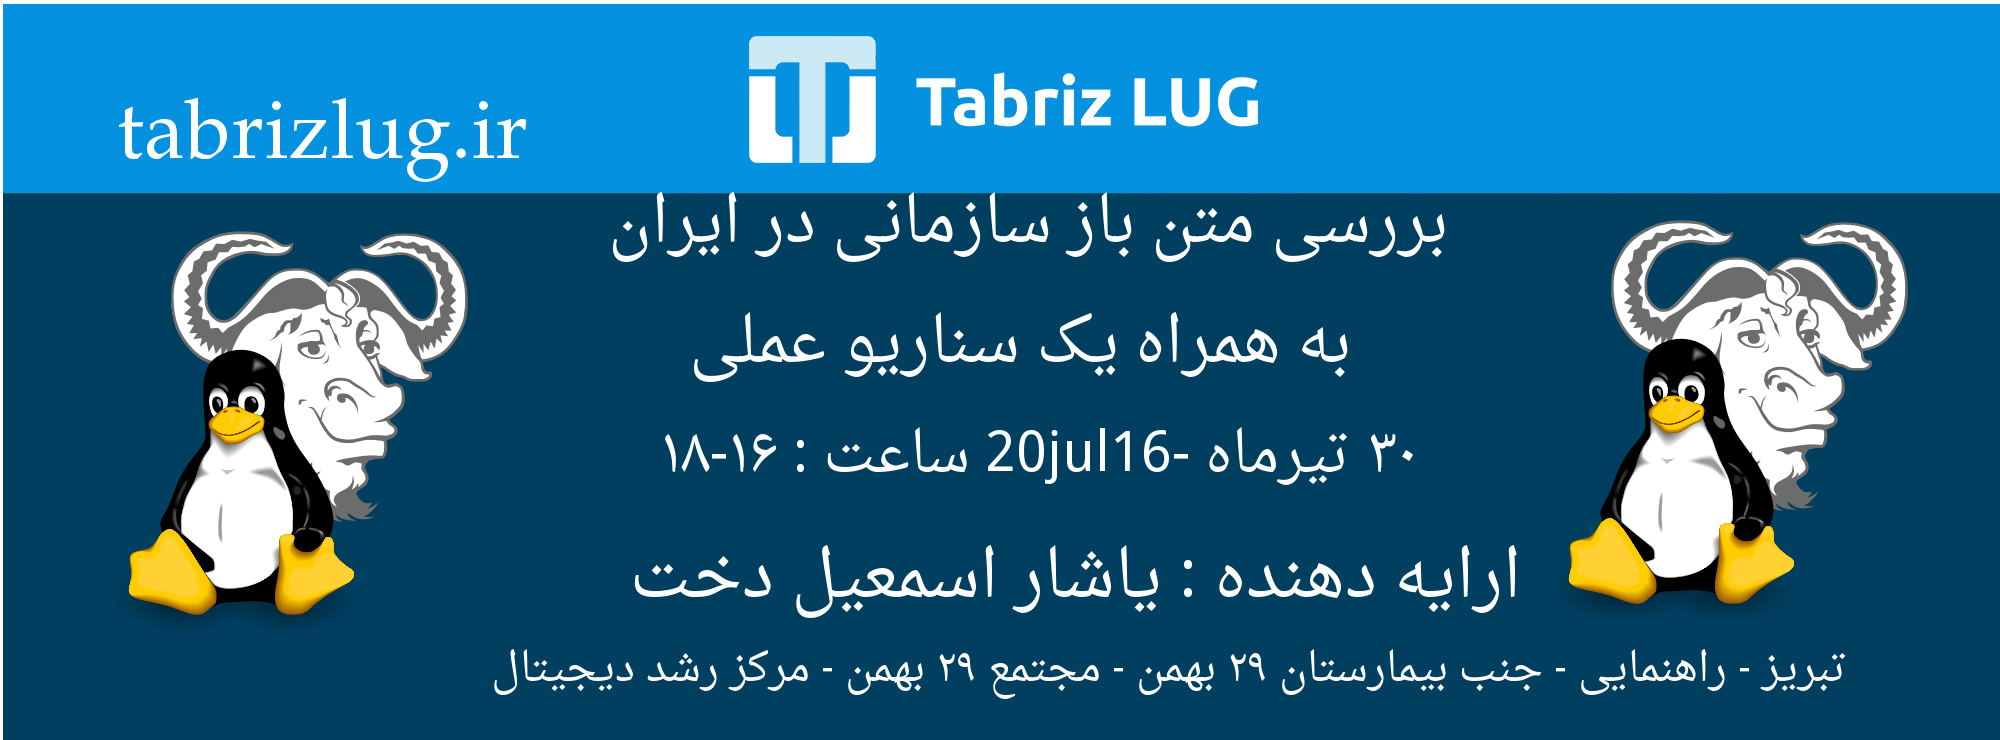 Tabriz LUG
tabrizlug.ir
بررسی متن باز سازمانی در ایران
به همراه یک سناریو عملی
۳۰ تیرماه -20jul16 ساعت : ۱۶-۱۸
ارایه دهنده : یاشار اسمعیل دخت
تبریز - راهنمایی - جنب بیمارستان ۲۹ بهمن - مجتمع ۲۹ بهمن - مرکز رشد دیجیتال